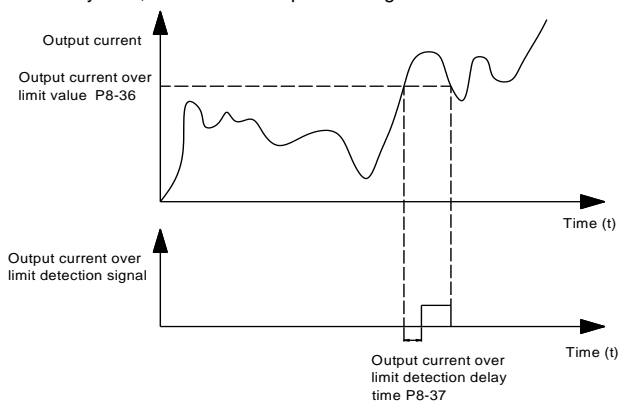 Output current
Output current over
limit value P8-36
Time (t)
Output current over
limit detection signal
Time (t)
Output current over
limit detection delay
time P8-37